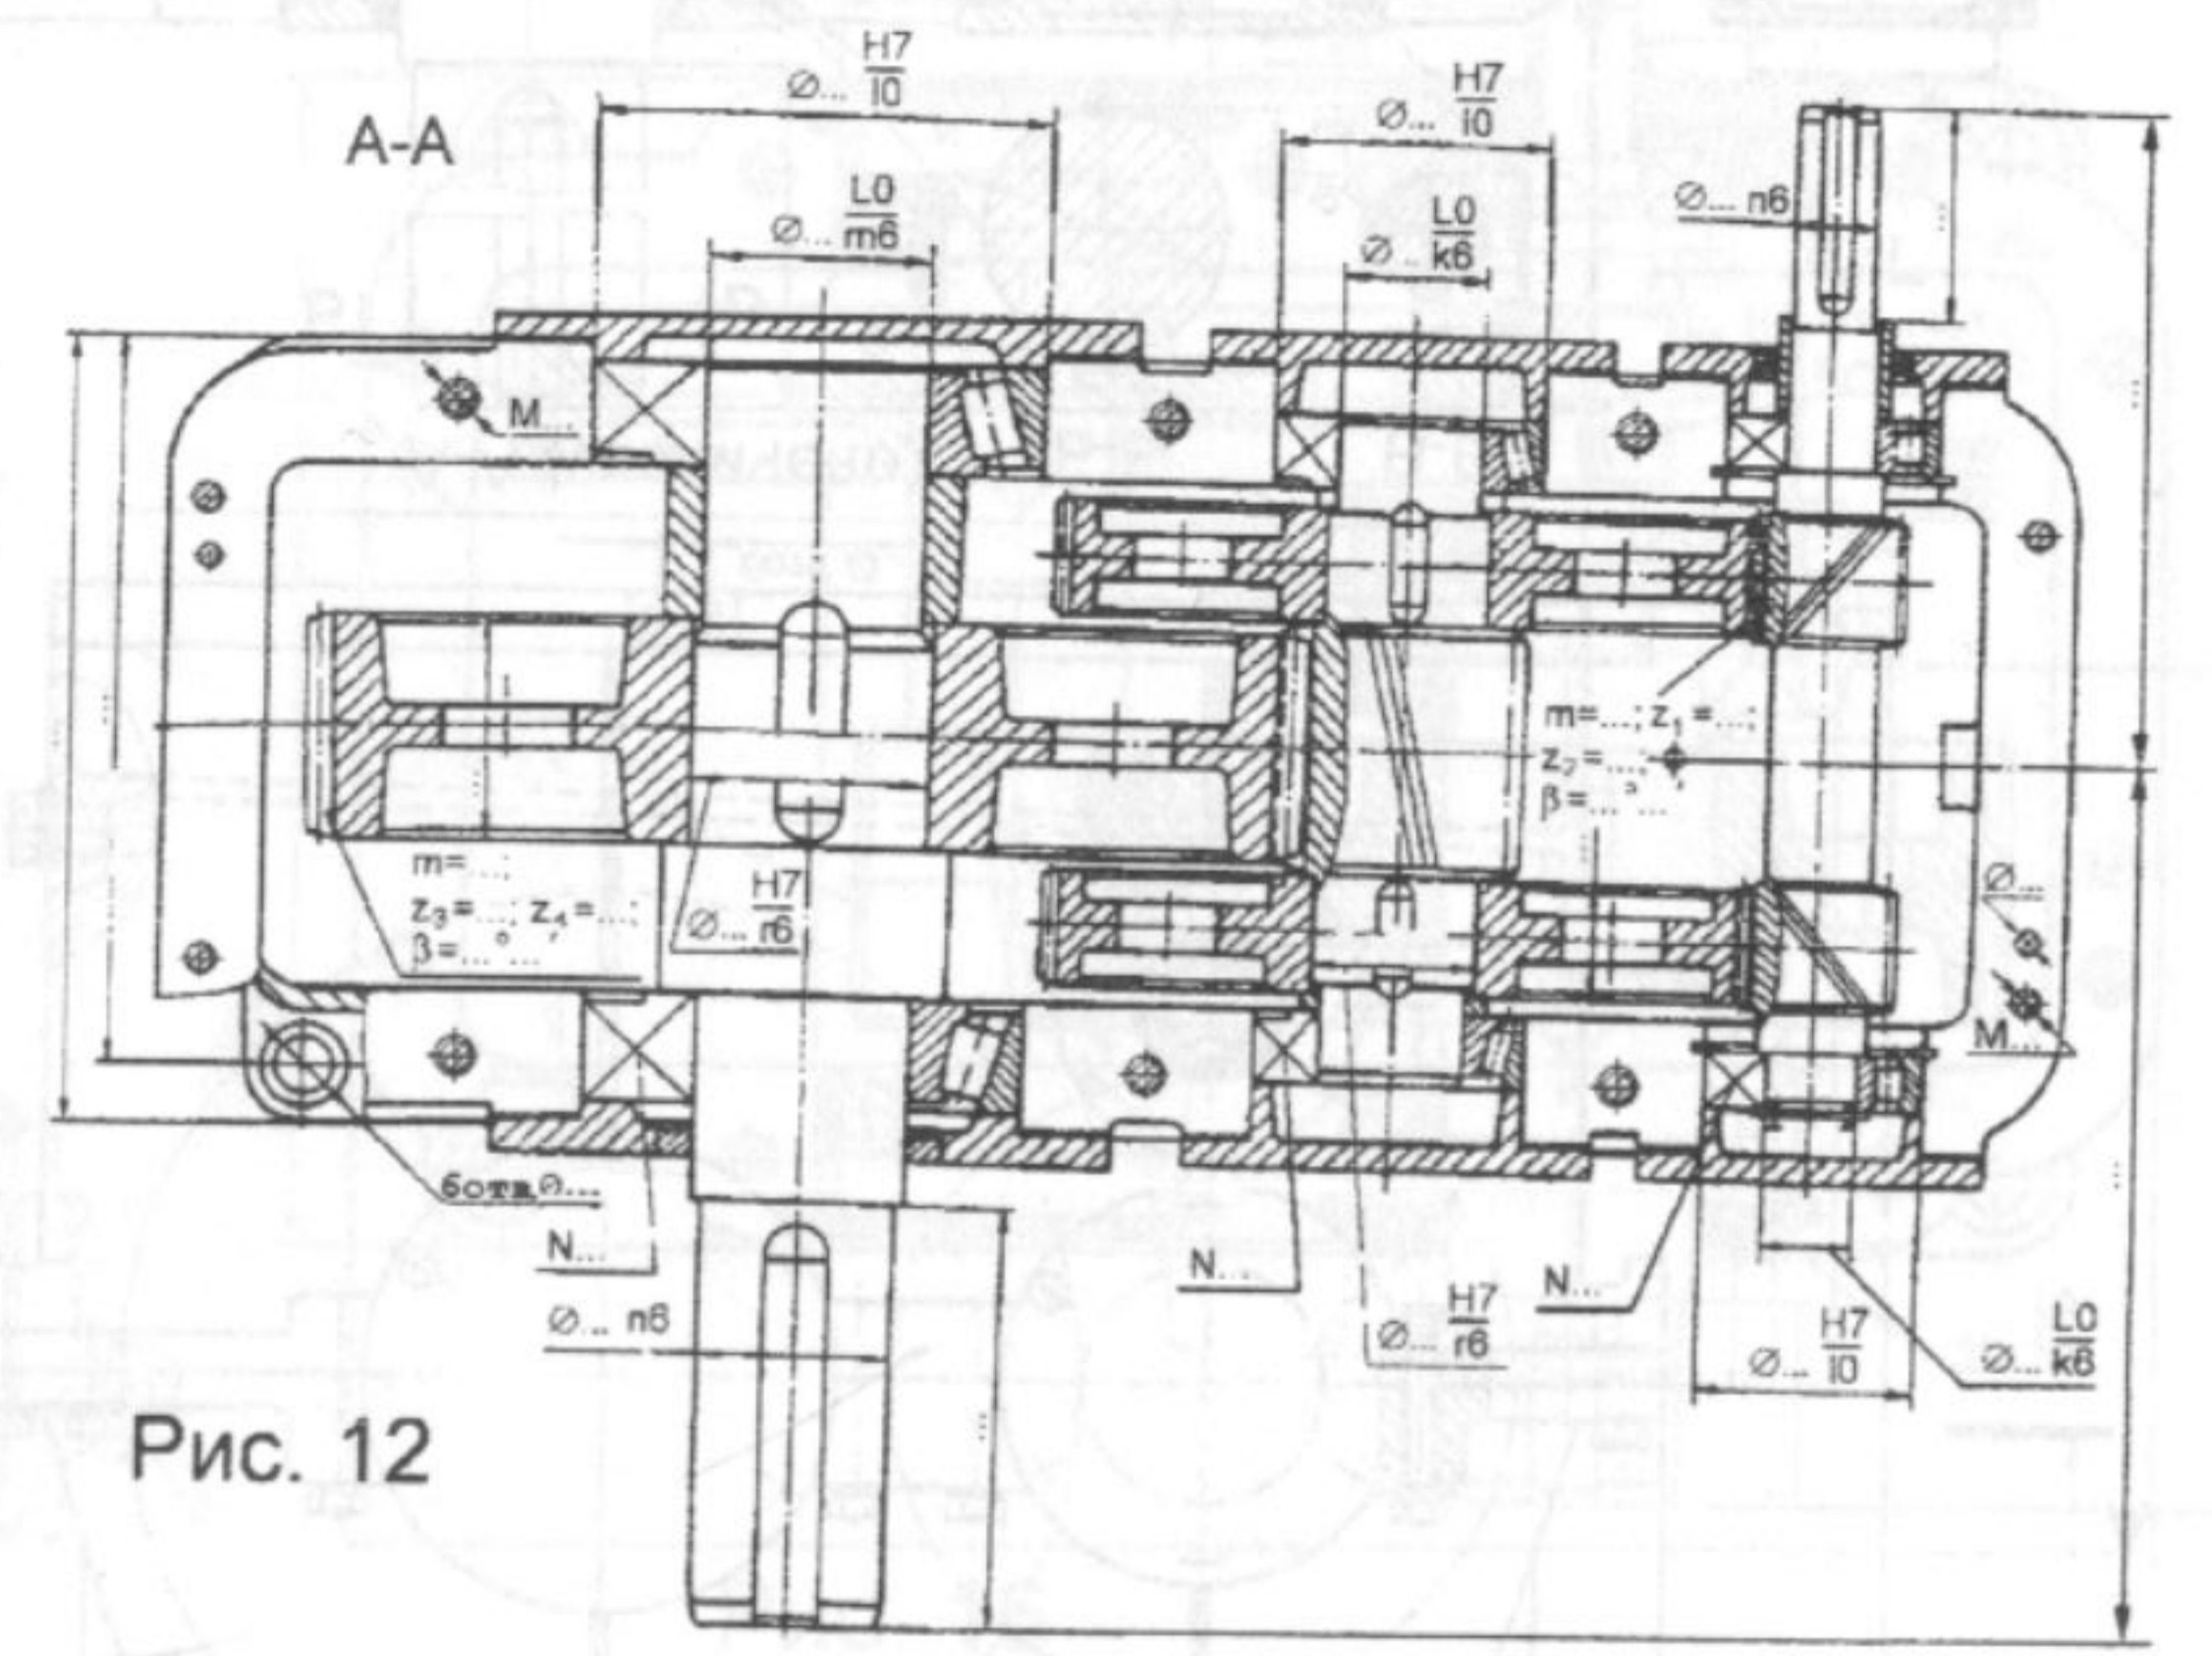 А-А
Ø... H7/l0
Ø... L0/m6
Ø... H7/l0
Ø... L0/k6
Ø... n6
M...
m=...; z₁=...;
z₂=...;
β=...°...′
m=...;
z₃=...; z₄=...;
β=...°...′
Ø... H7/r6
Ø...
M...
6отв.Ø...
N...
Ø... n6
N...
Ø... H7/r6
N...
Ø... H7/l0
Ø... L0/k6
Рис. 12